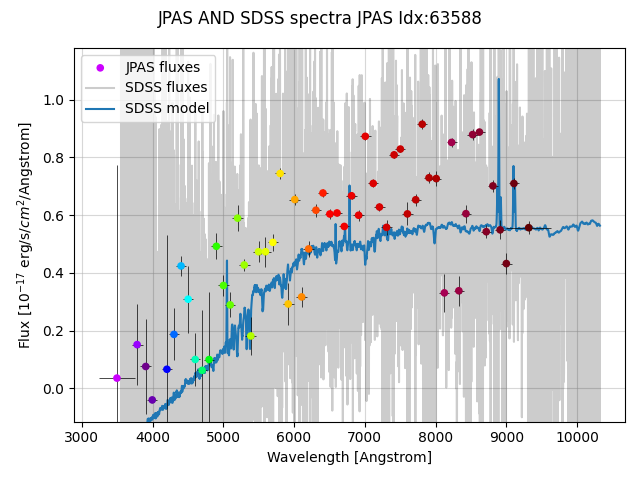 JPAS AND SDSS spectra JPAS Idx:63588
JPAS fluxes
SDSS fluxes
SDSS model
1.0
0.8
0.6
0.4
0.2
0.0
Flux [10⁻¹⁷ erg/s/cm²/Angstrom]
3000 4000 5000 6000 7000 8000 9000 10000
Wavelength [Angstrom]